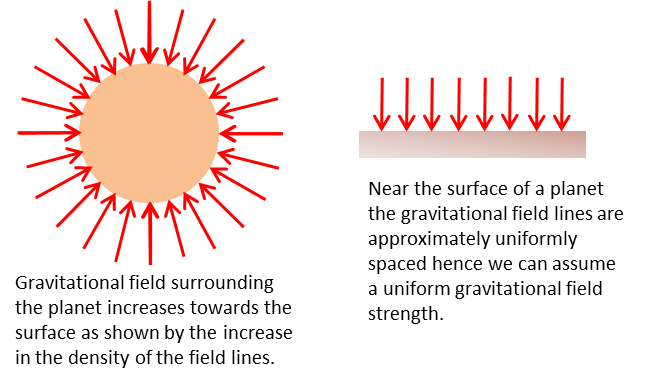 Gravitational field surrounding
the planet increases towards the
surface as shown by the increase
in the density of the field lines.
Near the surface of a planet
the gravitational field lines are
approximately uniformly
spaced hence we can assume
a uniform gravitational field
strength.